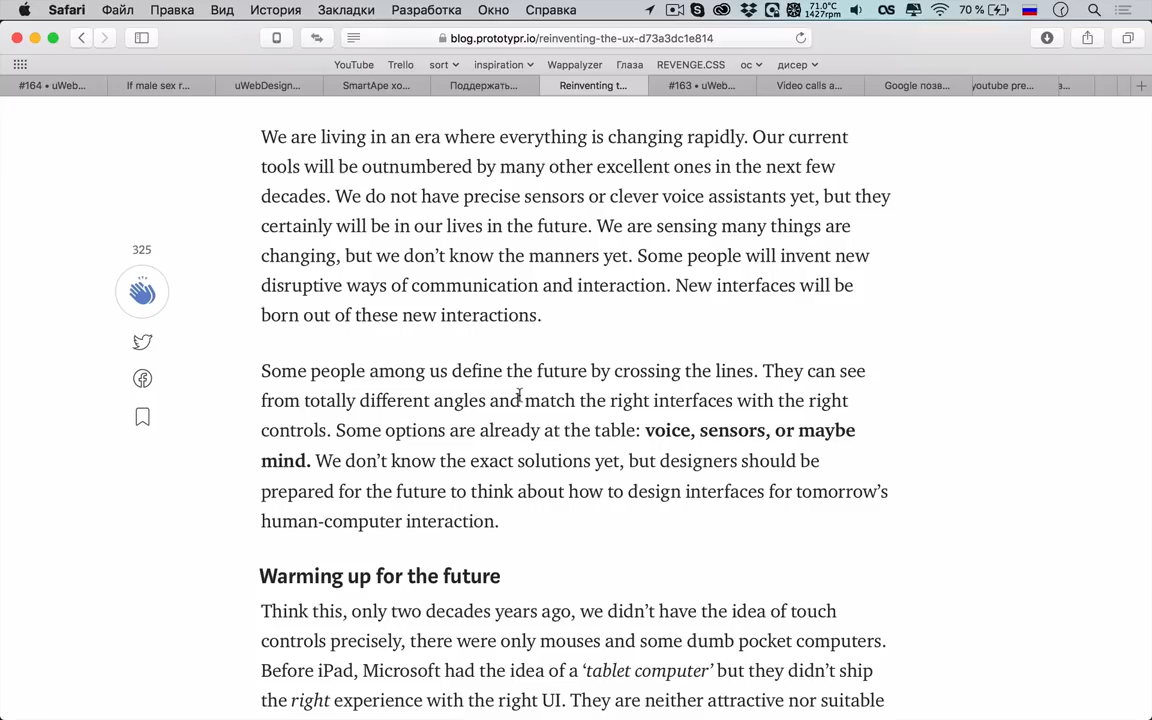 Safari Файл Правка Вид История Закладки Разработка Окно Справка 71.0°C 1427rpm OS 70 %
blog.prototypr.io/reinventing-the-ux-d73a3dc1e814
YouTube Trello sort inspiration Wappalyzer Глаза REVENGE.CSS ос дисер
#164 - uWeb... If male sex r... uWebDesign... SmartApe хо... Поддержать... Reinventing t... #163 - uWeb... Video calls a... Google позв... youtube pre...
We are living in an era where everything is changing rapidly. Our current
tools will be outnumbered by many other excellent ones in the next few
decades. We do not have precise sensors or clever voice assistants yet, but they
certainly will be in our lives in the future. We are sensing many things are
changing, but we don’t know the manners yet. Some people will invent new
disruptive ways of communication and interaction. New interfaces will be
born out of these new interactions.
325
Some people among us define the future by crossing the lines. They can see
from totally different angles and match the right interfaces with the right
controls. Some options are already at the table: voice, sensors, or maybe
mind. We don’t know the exact solutions yet, but designers should be
prepared for the future to think about how to design interfaces for tomorrow’s
human-computer interaction.
Warming up for the future
Think this, only two decades years ago, we didn’t have the idea of touch
controls precisely, there were only mouses and some dumb pocket computers.
Before iPad, Microsoft had the idea of a ‘tablet computer’ but they didn’t ship
the right experience with the right UI. They are neither attractive nor suitable